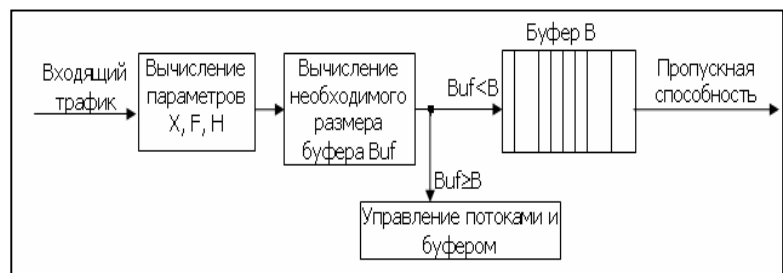 Входящий
трафик
Вычисление
параметров
X, F, H
Вычисление
необходимого
размера
буфера Buf
Buf<B
Буфер B
Пропускная
способность
Buf≥B
Управление потоками и
буфером